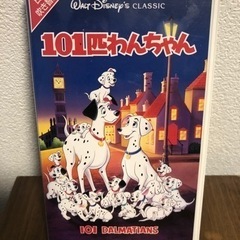 WALT DISNEY'S CLASSIC
101匹わんちゃん
101 DALMATIANS